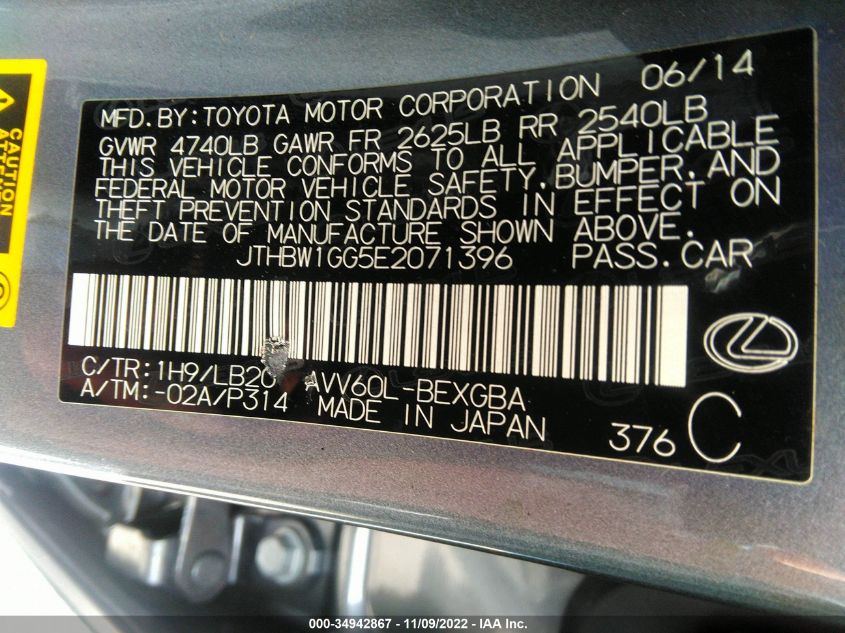 CAUTION
ATTENTION
MFD.BY:TOYOTA MOTOR CORPORATION 06/14
GVWR 4740LB GAWR FR 2625LB RR 2540LB
THIS VEHICLE CONFORMS TO ALL APPLICABLE
FEDERAL MOTOR VEHICLE SAFETY,BUMPER,AND
THEFT PREVENTION STANDARDS IN EFFECT ON
THE DATE OF MANUFACTURE SHOWN ABOVE.
JTHBW1GG5E2071396 PASS.CAR
C/TR:1H9/LB20 AVV60L-BEXGBA
A/TM:-02A/P314 MADE IN JAPAN
376 C
000-34942867 - 11/09/2022 - © IAA Inc.